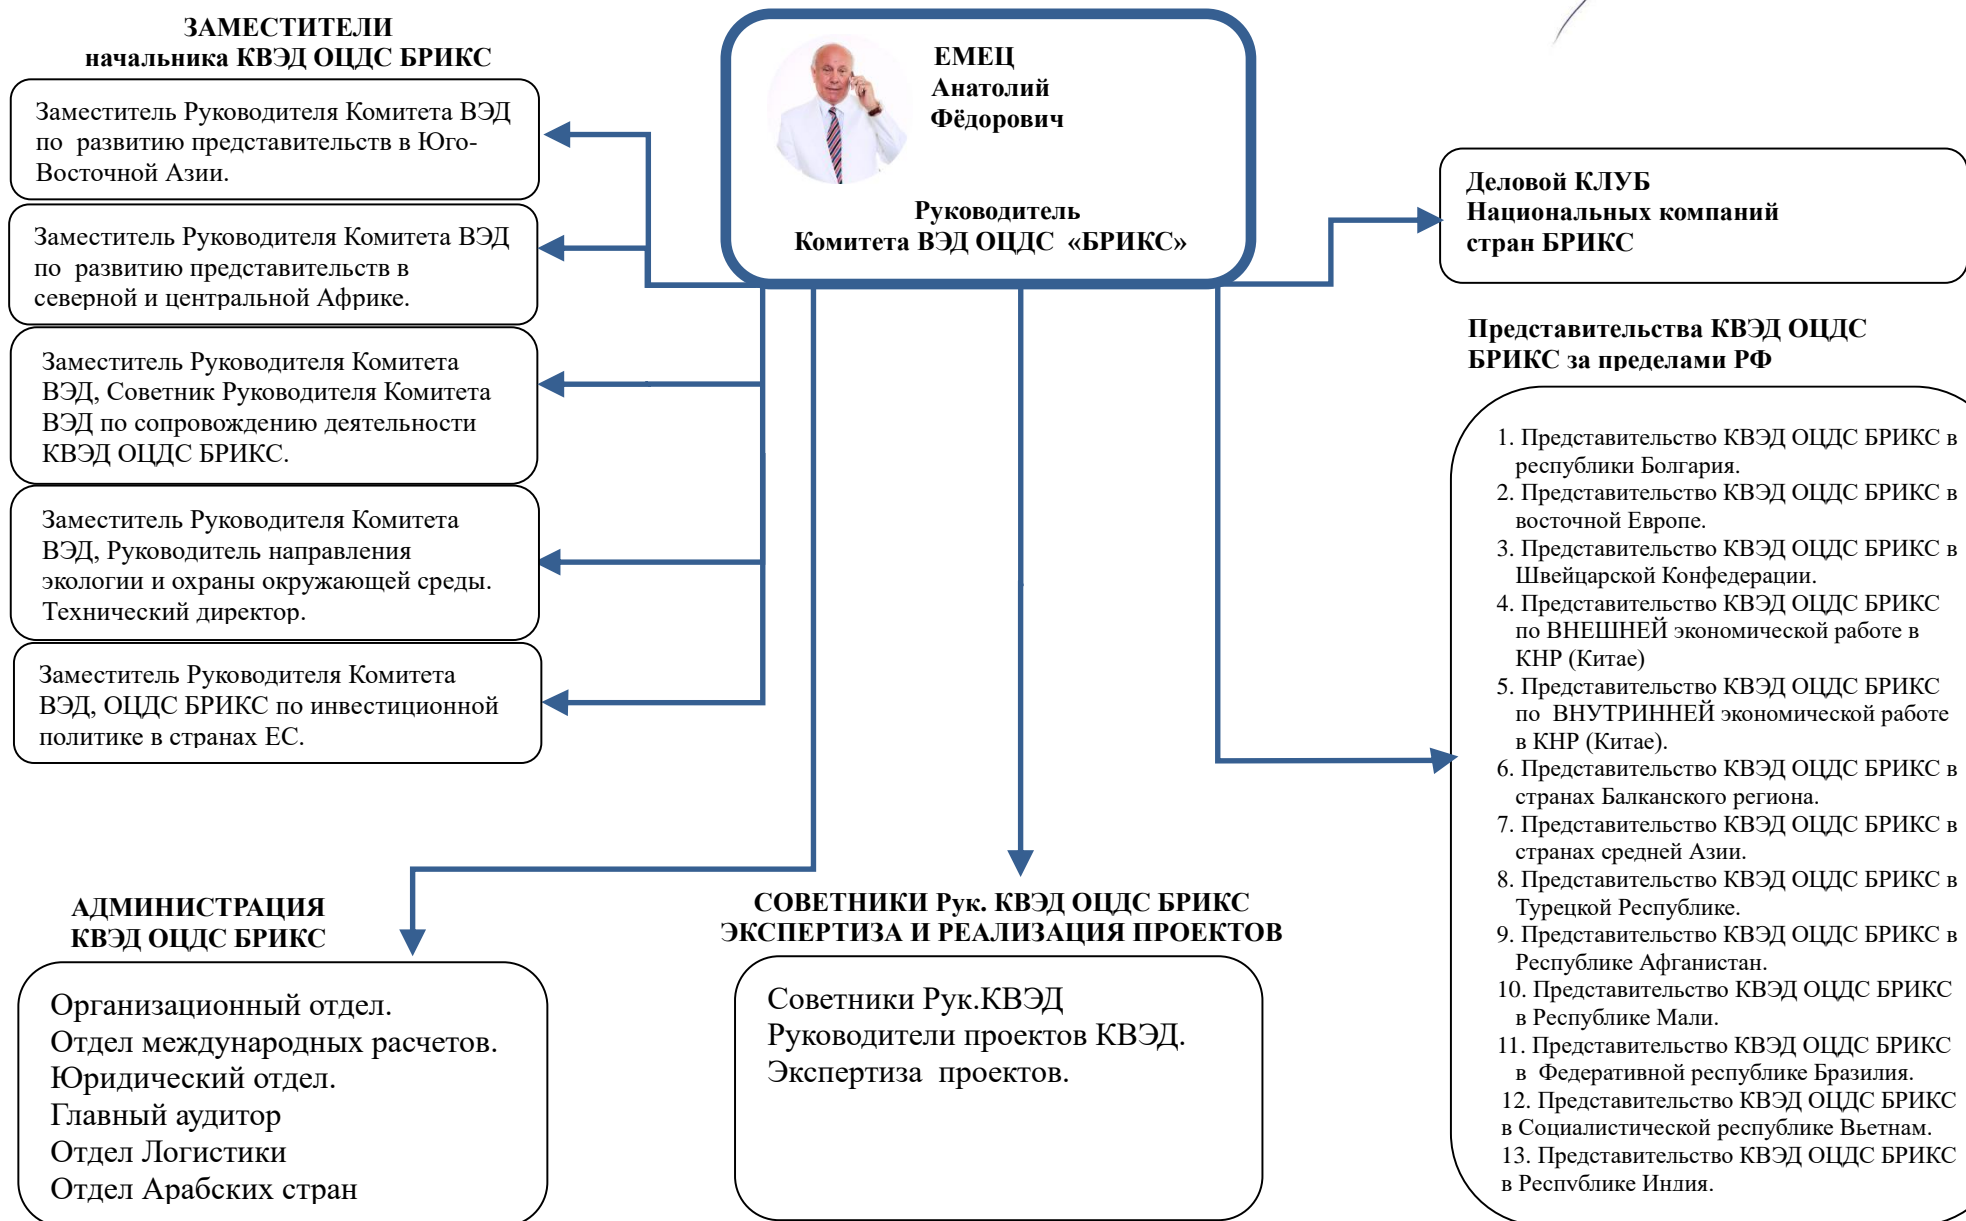 ЗАМЕСТИТЕЛИ
начальника КВЭД ОЦДС БРИКС
Заместитель Руководителя Комитета ВЭД
по развитию представительств в Юго-
Восточной Азии.
Заместитель Руководителя Комитета ВЭД
по развитию представительств в
северной и центральной Африке.
Заместитель Руководителя Комитета
ВЭД, Советник Руководителя Комитета
ВЭД по сопровождению деятельности
КВЭД ОЦДС БРИКС.
Заместитель Руководителя Комитета
ВЭД, Руководитель направления
экологии и охраны окружающей среды.
Технический директор.
Заместитель Руководителя Комитета
ВЭД, ОЦДС БРИКС по инвестиционной
политике в странах ЕС.
ЕМЕЦ
Анатолий
Фёдорович
Руководитель
Комитета ВЭД ОЦДС «БРИКС»
Деловой КЛУБ
Национальных компаний
стран БРИКС
Представительства КВЭД ОЦДС
БРИКС за пределами РФ
1. Представительство КВЭД ОЦДС БРИКС в
республики Болгария.
2. Представительство КВЭД ОЦДС БРИКС в
восточной Европе.
3. Представительство КВЭД ОЦДС БРИКС в
Швейцарской Конфедерации.
4. Представительство КВЭД ОЦДС БРИКС
по ВНЕШНЕЙ экономической работе в
КНР (Китае)
5. Представительство КВЭД ОЦДС БРИКС
по ВНУТРИННЕЙ экономической работе
в КНР (Китае).
6. Представительство КВЭД ОЦДС БРИКС в
странах Балканского региона.
7. Представительство КВЭД ОЦДС БРИКС в
странах средней Азии.
8. Представительство КВЭД ОЦДС БРИКС в
Турецкой Республике.
9. Представительство КВЭД ОЦДС БРИКС в
Республике Афганистан.
10. Представительство КВЭД ОЦДС БРИКС
в Республике Мали.
11. Представительство КВЭД ОЦДС БРИКС
в Федеративной республике Бразилия.
12. Представительство КВЭД ОЦДС БРИКС
в Социалистической республике Вьетнам.
13. Представительство КВЭД ОЦДС БРИКС
в Республике Индия.
АДМИНИСТРАЦИЯ
КВЭД ОЦДС БРИКС
Организационный отдел.
Отдел международных расчетов.
Юридический отдел.
Главный аудитор
Отдел Логистики
Отдел Арабских стран
СОВЕТНИКИ Рук. КВЭД ОЦДС БРИКС
ЭКСПЕРТИЗА И РЕАЛИЗАЦИЯ ПРОЕКТОВ
Советники Рук.КВЭД
Руководители проектов КВЭД.
Экспертиза проектов.